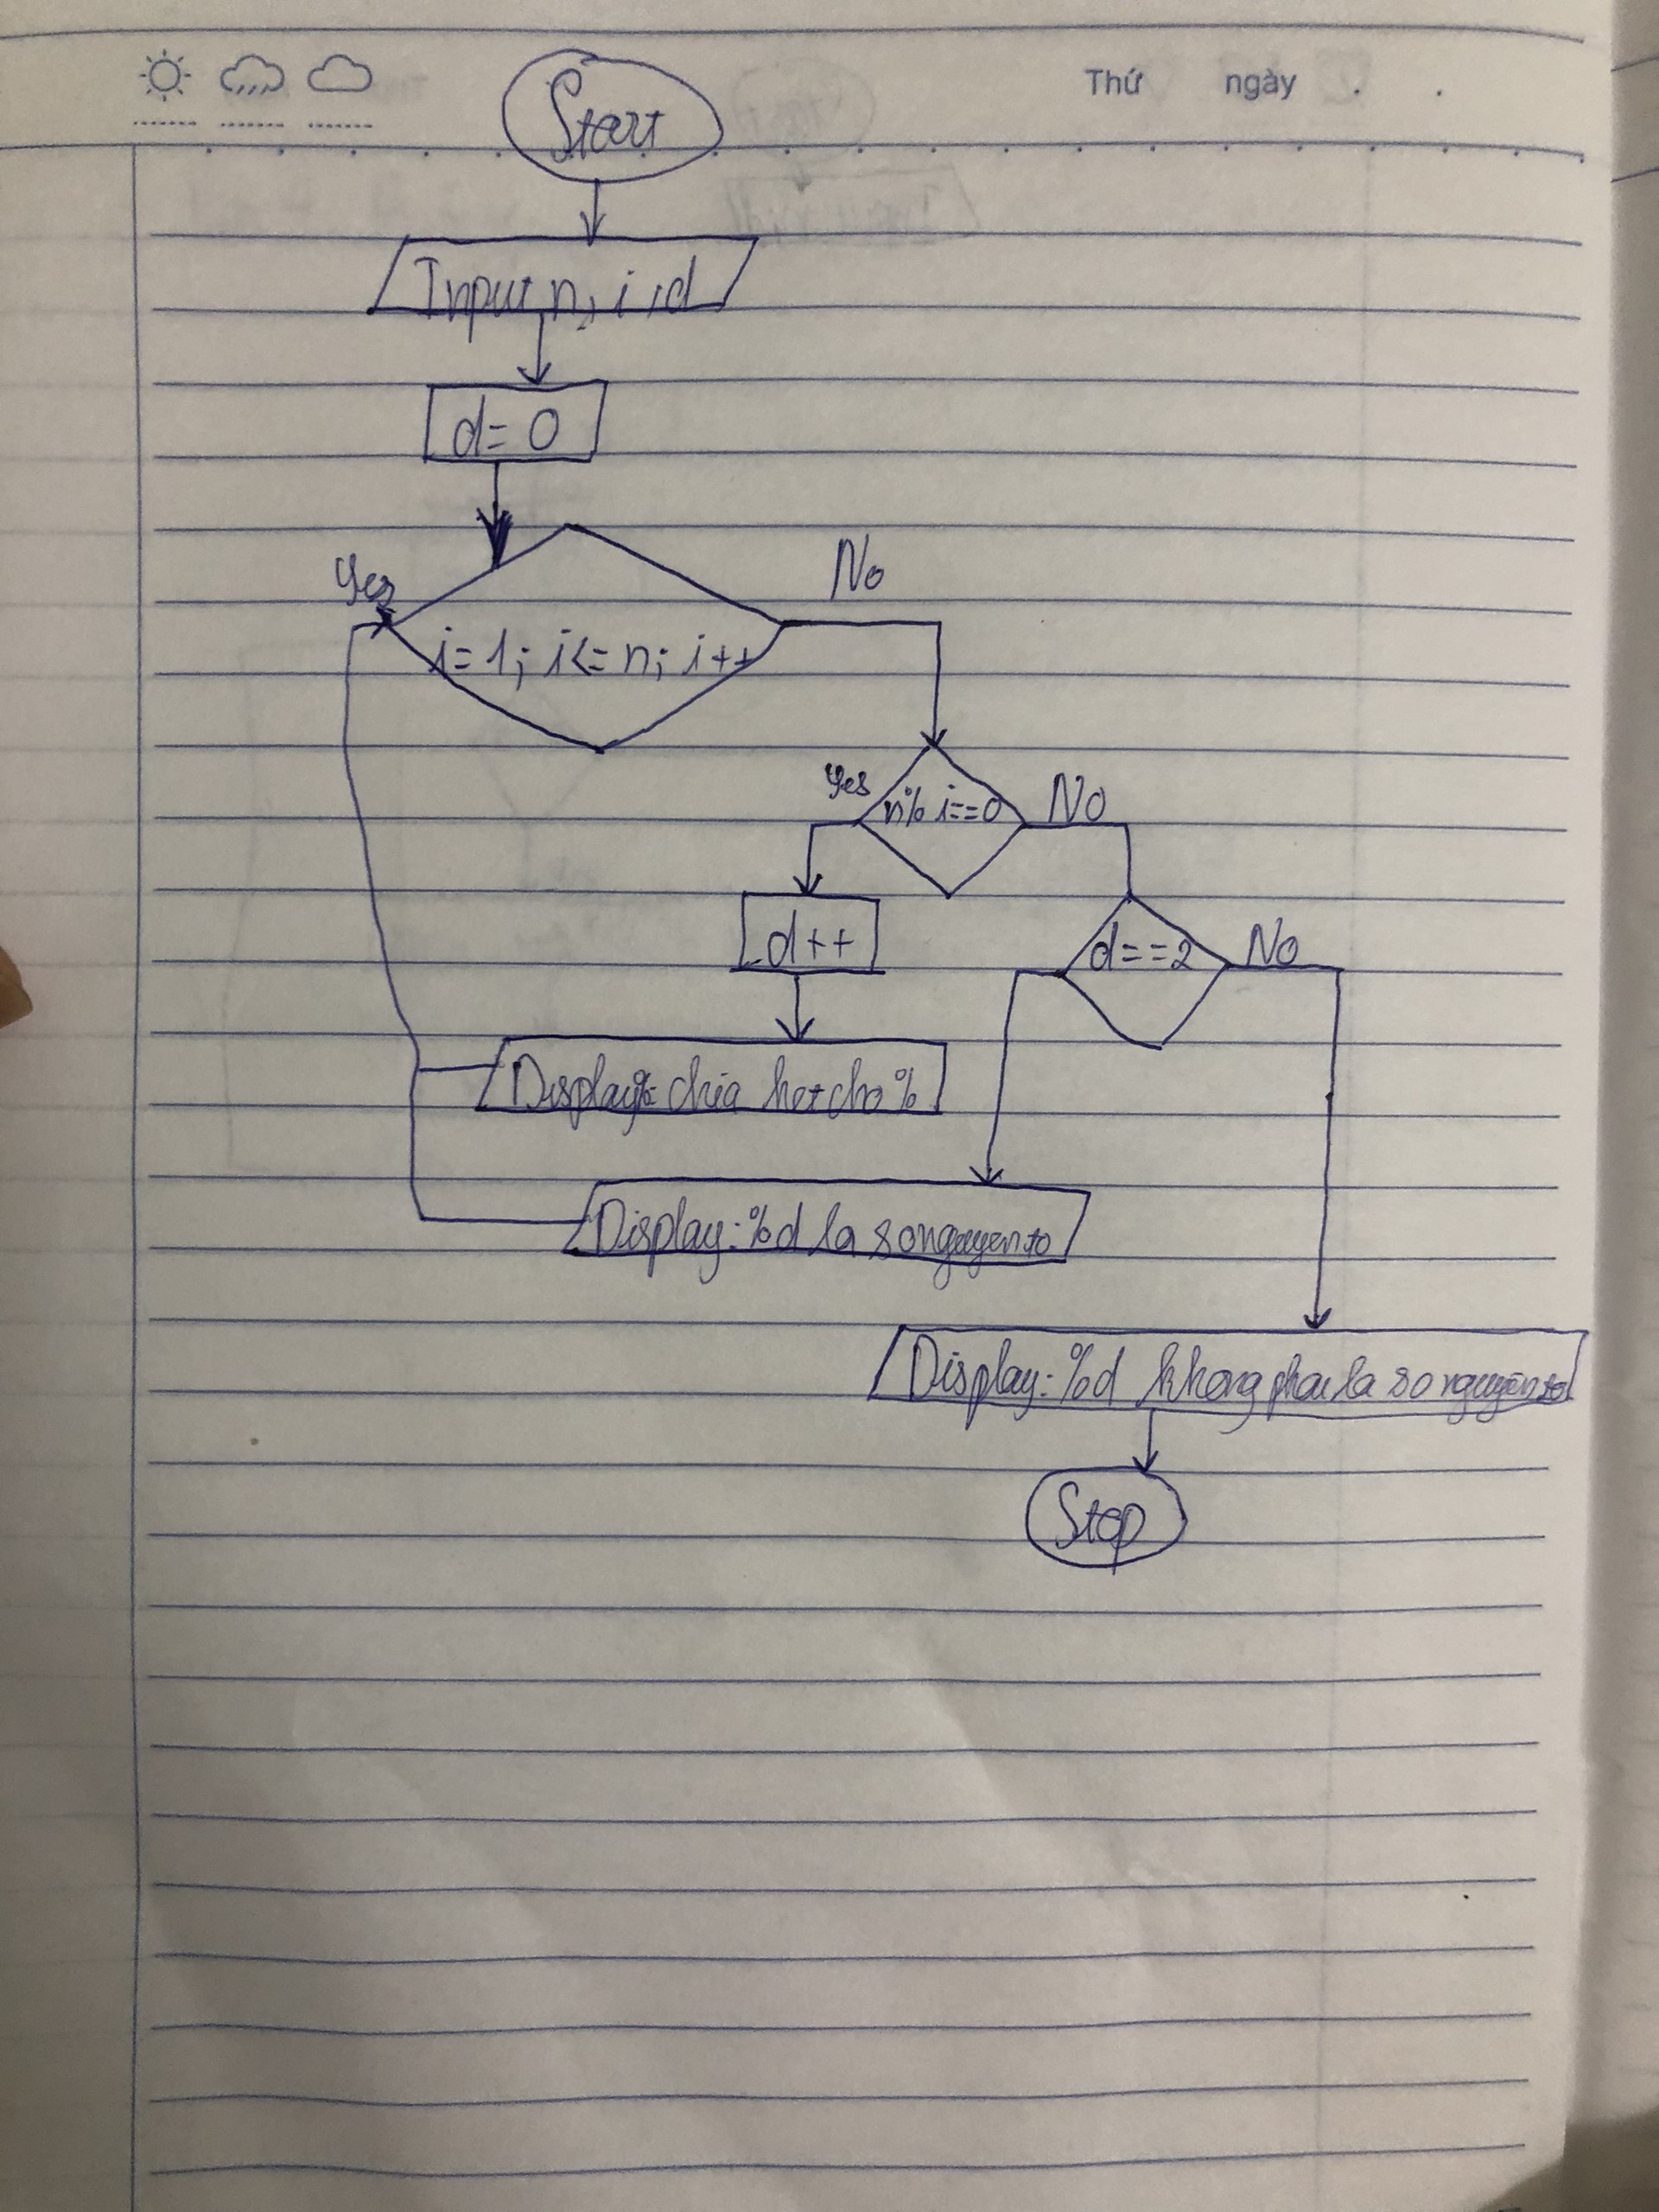 Thứ ngày . .
Start
Input n, i, d
d = 0
Yes
No
i=1; i<=n; i++
Yes
n% i==0
No
d++
d==2
No
Display% chia het cho %
Display: %d la so nguyen to
Display: %d khong phai la so nguyen to
Stop